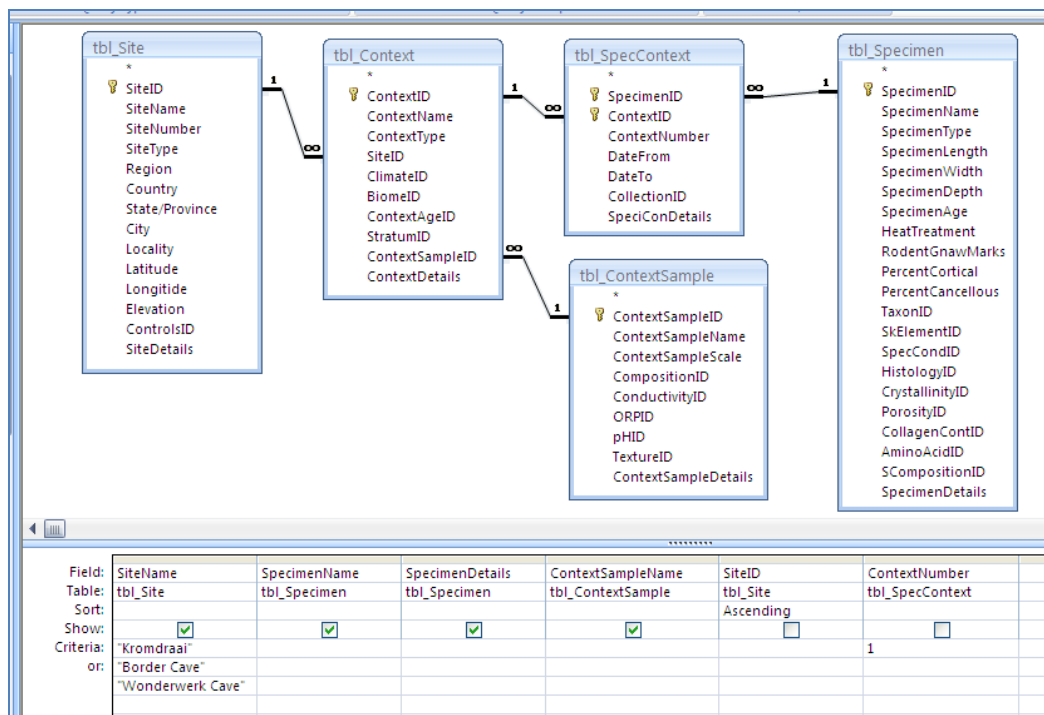 tbl_Site
*
SiteID
SiteName
SiteNumber
SiteType
Region
Country
State/Province
City
Locality
Latitude
Longitide
Elevation
ControlsID
SiteDetails
1
∞
tbl_Context
*
ContextID
ContextName
ContextType
SiteID
ClimateID
BiomeID
ContextAgeID
StratumID
ContextSampleID
ContextDetails
1
∞
tbl_SpecContext
*
SpecimenID
ContextID
ContextNumber
DateFrom
DateTo
CollectionID
SpeciConDetails
∞
1
∞
1
tbl_ContextSample
*
ContextSampleID
ContextSampleName
ContextSampleScale
CompositionID
ConductivityID
ORPID
pHID
TextureID
ContextSampleDetails
tbl_Specimen
*
SpecimenID
SpecimenName
SpecimenType
SpecimenLength
SpecimenWidth
SpecimenDepth
SpecimenAge
HeatTreatment
RodentGnawMarks
PercentCortical
PercentCancellous
TaxonID
SkElementID
SpecCondID
HistologyID
CrystallinityID
PorosityID
CollagenContID
AminoAcidID
SCompositionID
SpecimenDetails
Field: SiteName SpecimenName SpecimenDetails ContextSampleName SiteID ContextNumber
Table: tbl_Site tbl_Specimen tbl_Specimen tbl_ContextSample tbl_Site tbl_SpecContext
Sort: Ascending
Show:
Criteria: "Kromdraai" 1
or: "Border Cave"
"Wonderwerk Cave"